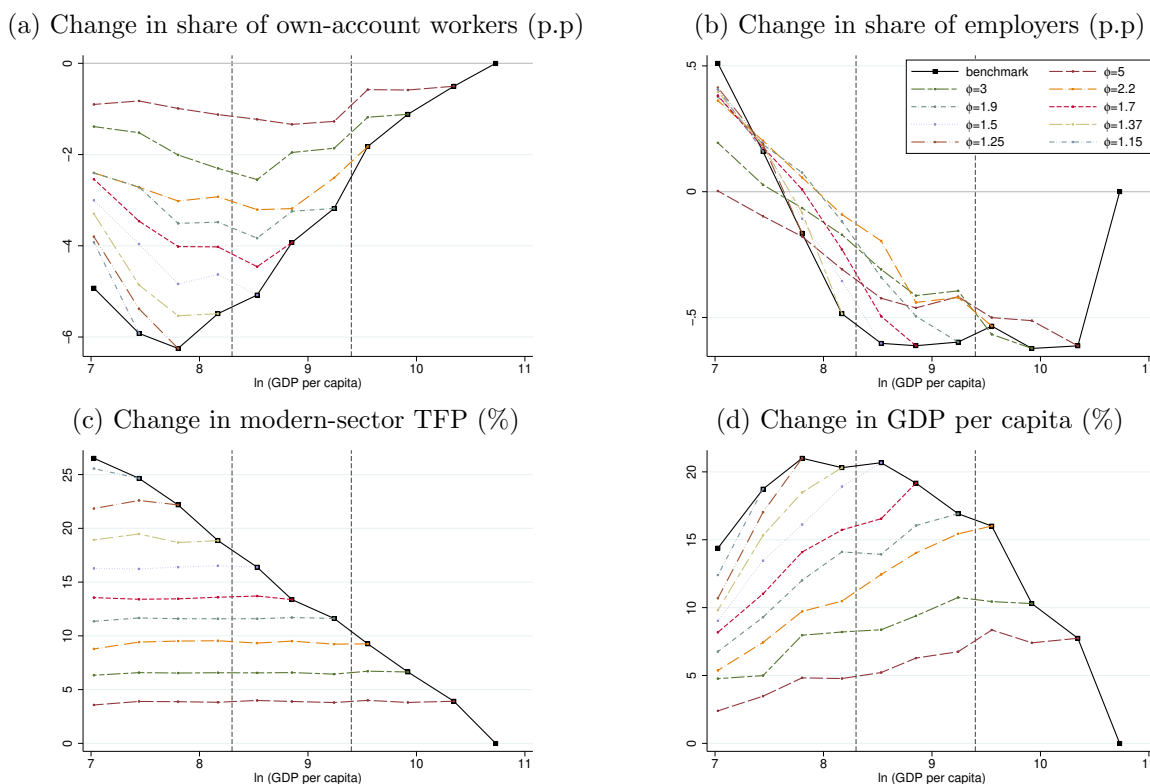 (a) Change in share of own-account workers (p.p)
0
-2
-4
-6
7 8 9 10 11
ln (GDP per capita)
(b) Change in share of employers (p.p)
.5
0
-.5
7 8 9 10 11
ln (GDP per capita)
benchmark ϕ=5
ϕ=3 ϕ=2.2
ϕ=1.9 ϕ=1.7
ϕ=1.5 ϕ=1.37
ϕ=1.25 ϕ=1.15
(c) Change in modern-sector TFP (%)
25
20
15
10
5
0
7 8 9 10 11
ln (GDP per capita)
(d) Change in GDP per capita (%)
20
15
10
5
0
7 8 9 10
ln (GDP per capita)